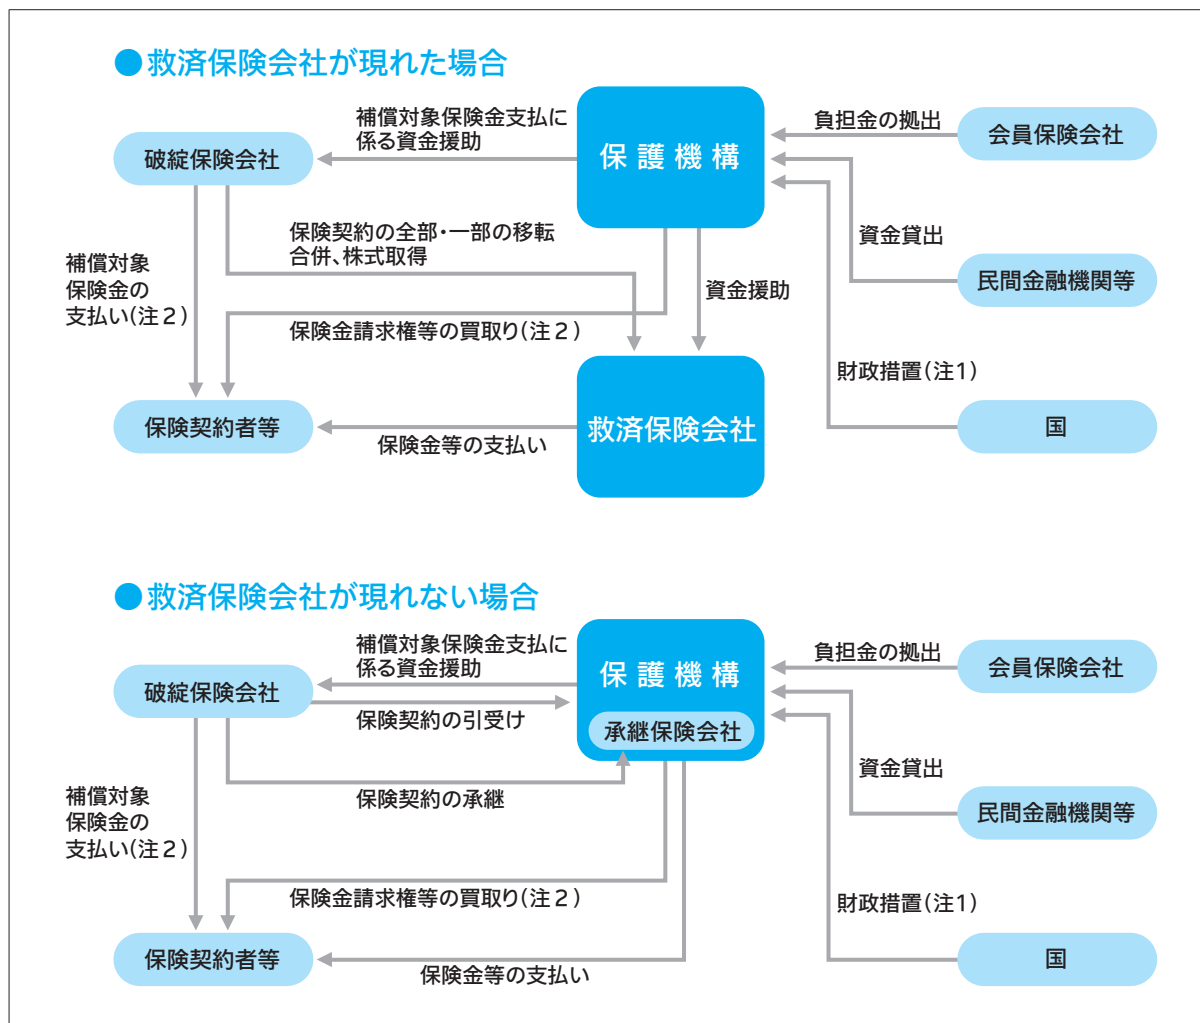 ●救済保険会社が現れた場合
補償対象保険金支払に
係る資金援助
破綻保険会社
保護機構
負担金の拠出
会員保険会社
保険契約の全部・一部の移転
合併、株式取得
補償対象
保険金の
支払い(注2)
資金援助
資金貸出
民間金融機関等
保険金請求権等の買取り(注2)
財政措置(注1)
保険契約者等
保険金等の支払い
救済保険会社
国
●救済保険会社が現れない場合
補償対象保険金支払に
係る資金援助
破綻保険会社
保険契約の引受け
保護機構
承継保険会社
負担金の拠出
会員保険会社
保険契約の承継
補償対象
保険金の
支払い(注2)
資金貸出
民間金融機関等
保険金請求権等の買取り(注2)
財政措置(注1)
保険契約者等
保険金等の支払い
国